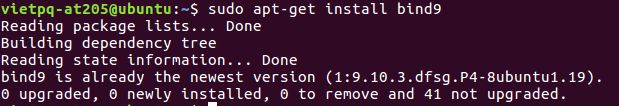 vietpq-at205@ubuntu:~$ sudo apt-get install bind9
Reading package lists... Done
Building dependency tree
Reading state information... Done
bind9 is already the newest version (1:9.10.3.dfsg.P4-8ubuntu1.19).
0 upgraded, 0 newly installed, 0 to remove and 41 not upgraded.